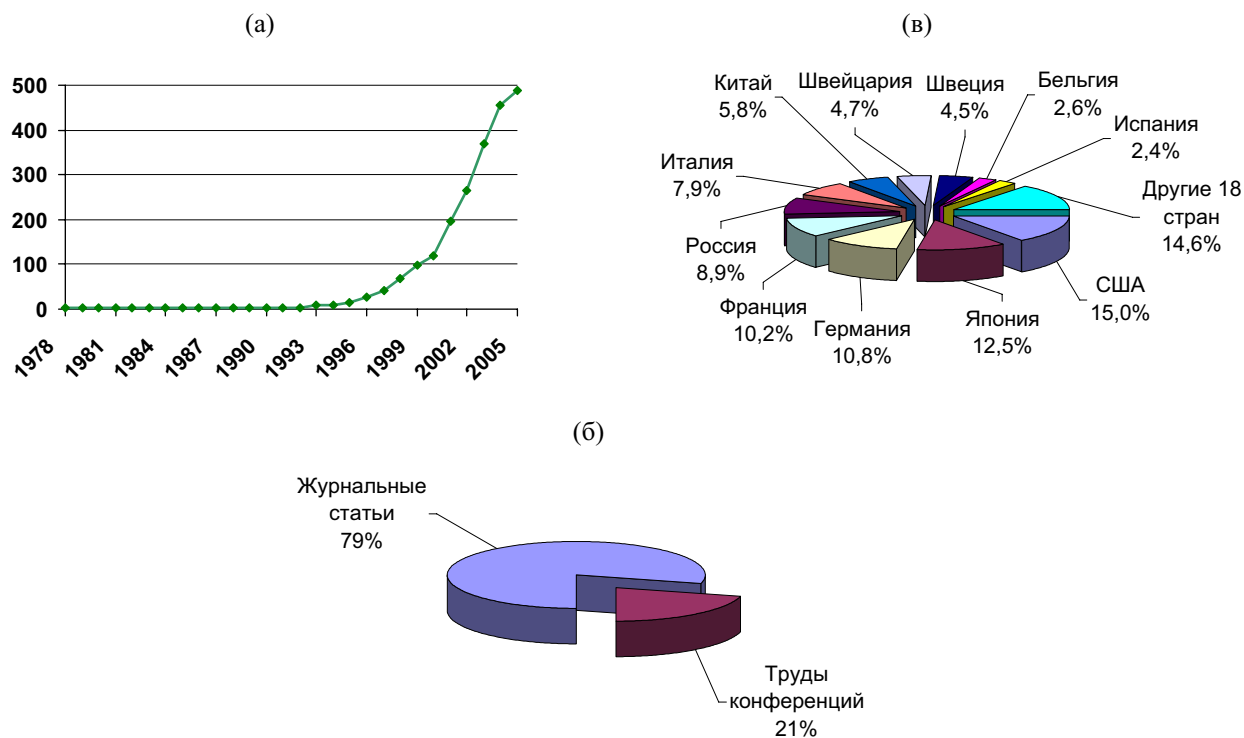 (а)
500
400
300
200
100
0
1978
1981
1984
1987
1990
1993
1996
1999
2002
2005
(в)
Китай
5,8%
Швейцария
4,7%
Швеция
4,5%
Бельгия
2,6%
Испания
2,4%
Другие 18
стран
14,6%
США
15,0%
Япония
12,5%
Германия
10,8%
Франция
10,2%
Россия
8,9%
Италия
7,9%
(б)
Журнальные
статьи
79%
Труды
конференций
21%